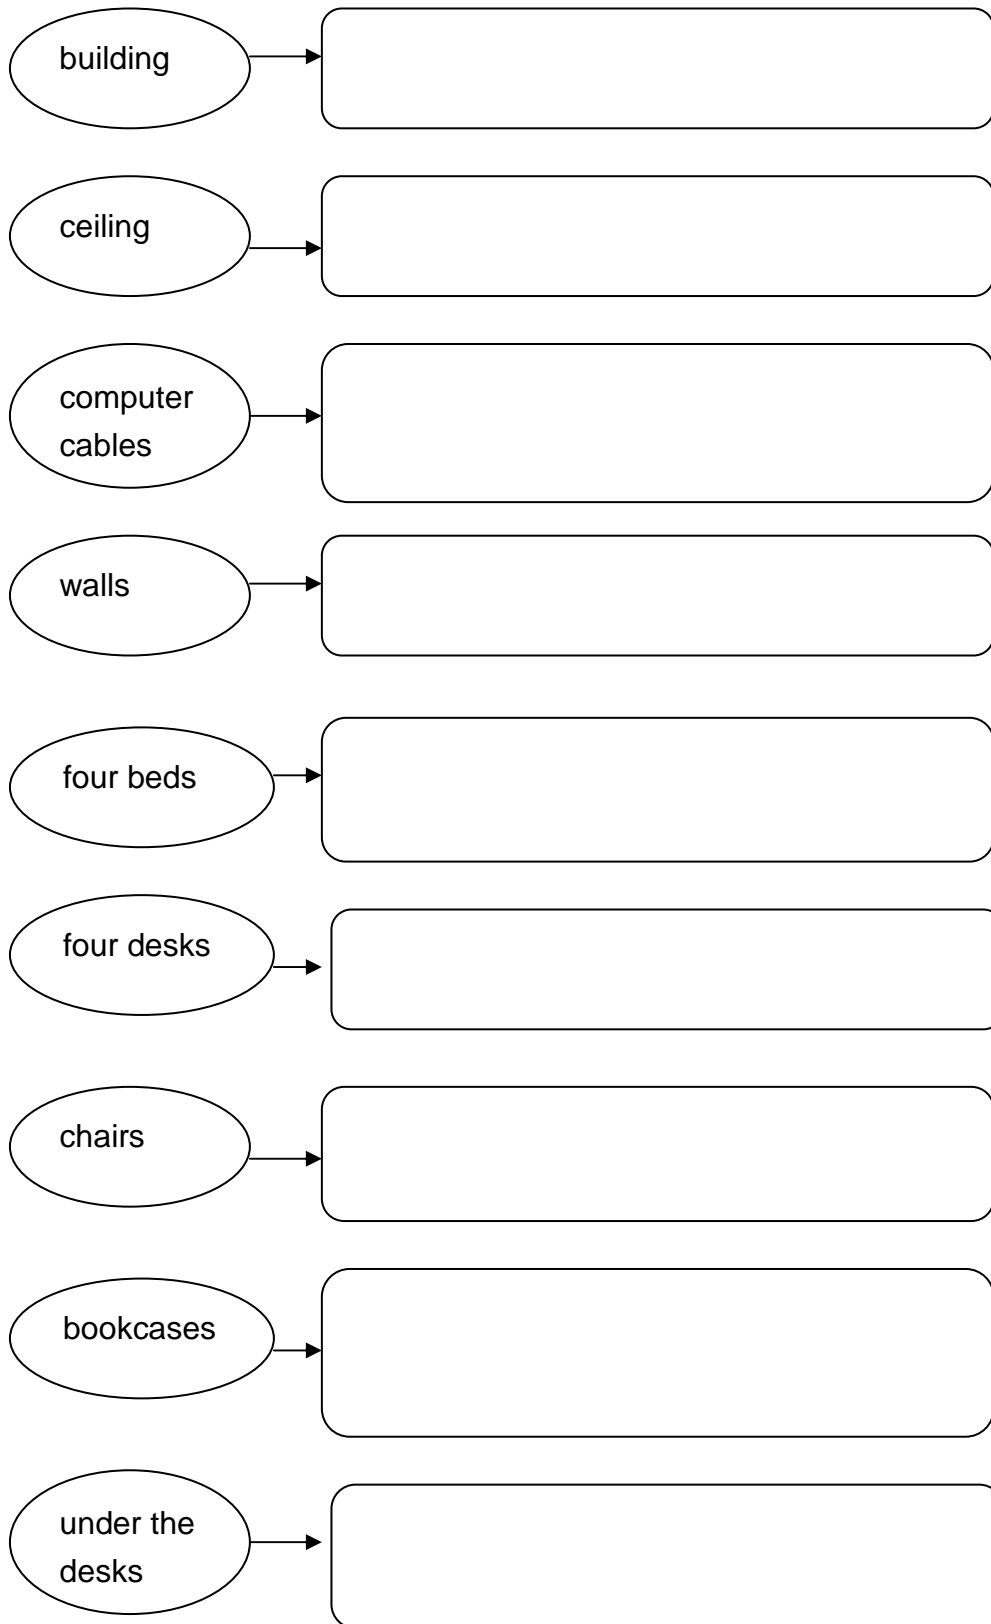 building
ceiling
computer
cables
walls
four beds
four desks
chairs
bookcases
under the
desks